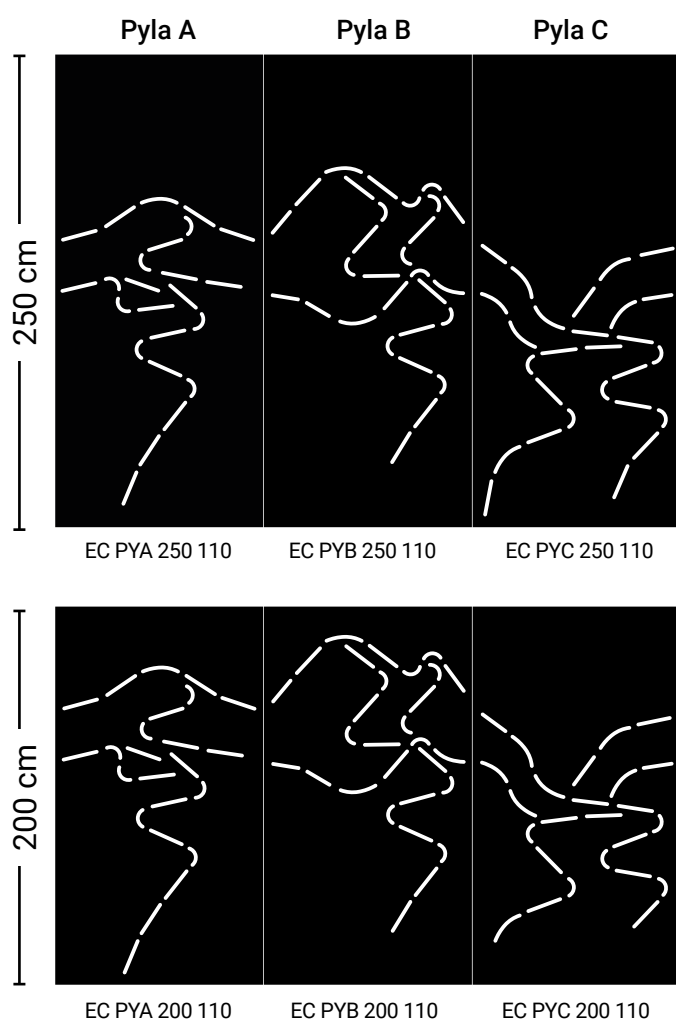 Pyla A
Pyla B
Pyla C
250 cm
EC PYA 250 110
EC PYB 250 110
EC PYC 250 110
200 cm
EC PYA 200 110
EC PYB 200 110
EC PYC 200 110